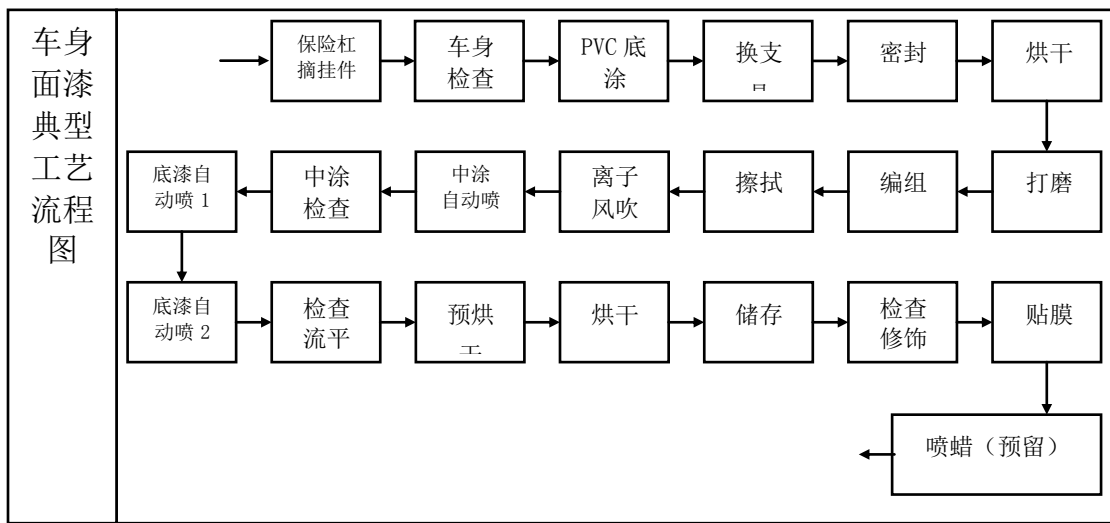 车身
面漆
典型
工艺
流程
图
保险杠
摘挂件
车身
检查
PVC 底
涂
换支
密封
烘干
底漆自
动喷 1
中涂
检查
中涂
自动喷
离子
风吹
擦拭
编组
打磨
底漆自
动喷 2
检查
流平
预烘
烘干
储存
检查
修饰
贴膜
喷蜡（预留）